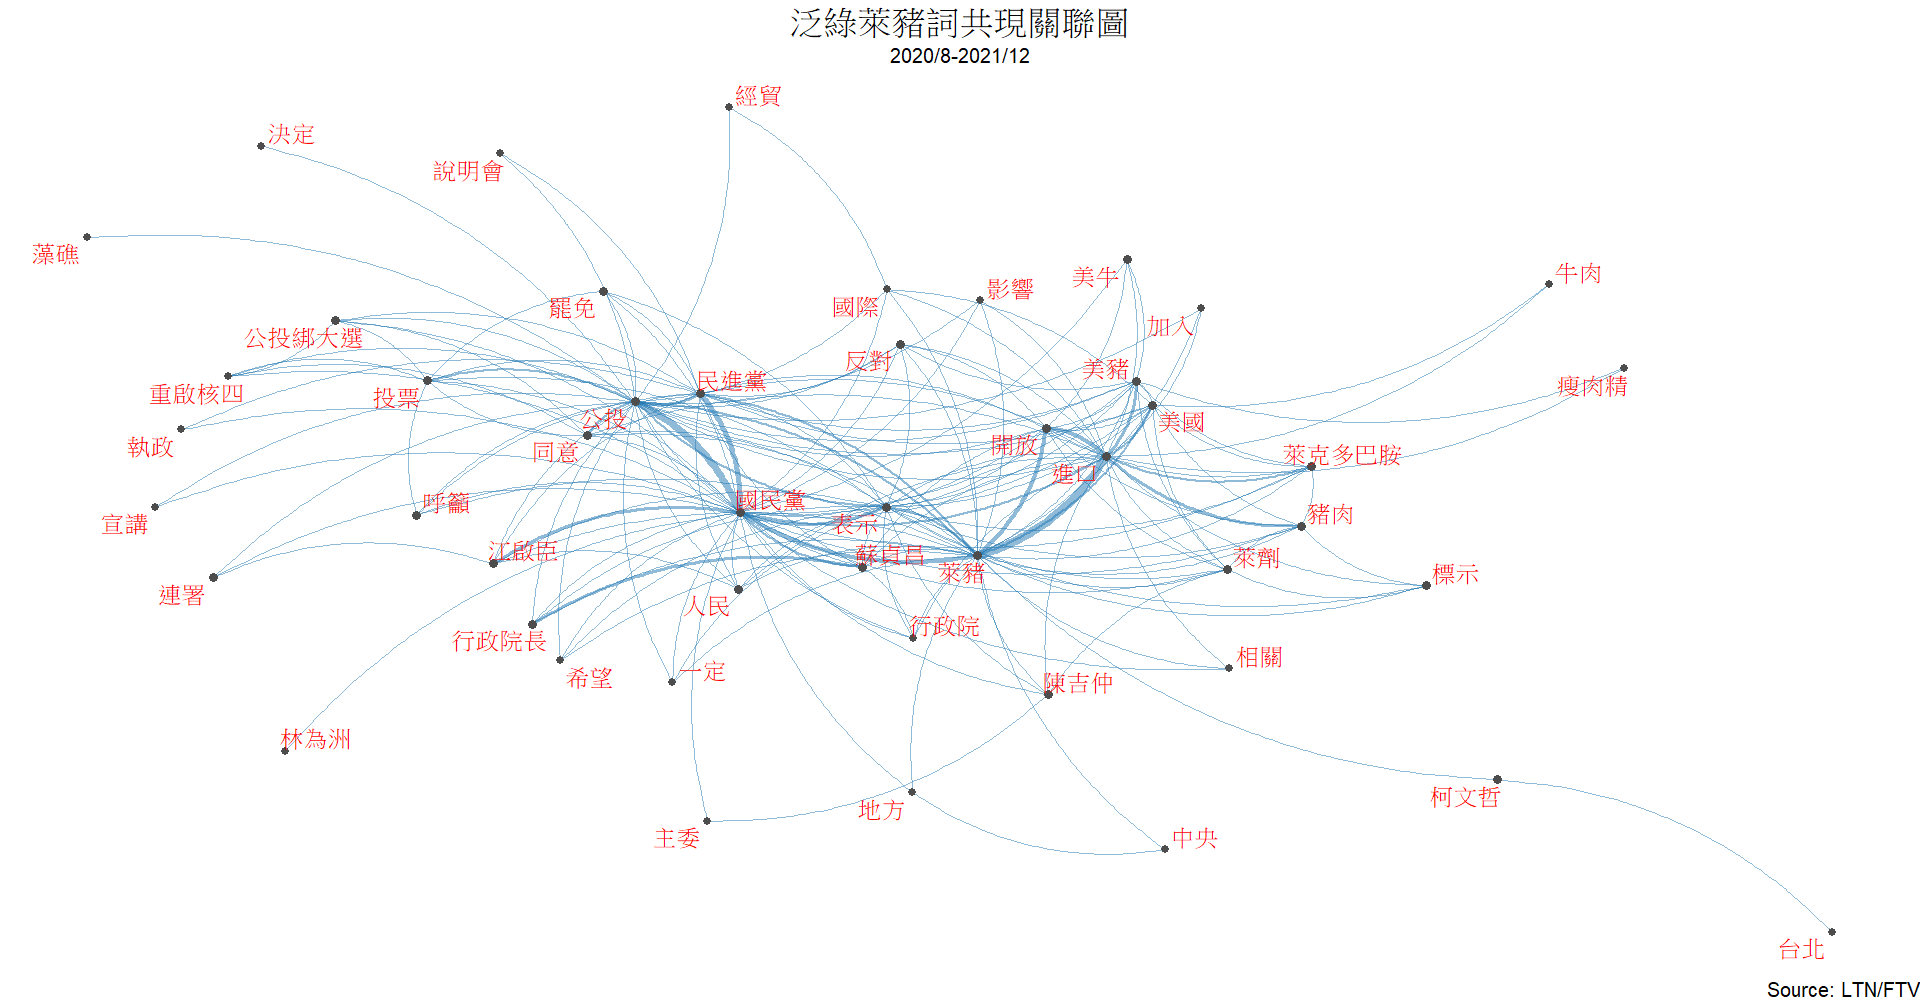 泛綠萊豬詞共現關聯圖
2020/8-2021/12
經貿
決定
說明會
藻礁
美牛
牛肉
影響
國際
罷免
加入
公投綁大選
反對
美豬
瘦肉精
民進黨
重啟核四
投票
公投
美國
執政
同意
開放
萊克多巴胺
進口
國民黨
呼籲
豬肉
宣講
表示
江啟臣
蘇貞昌
萊劑
萊豬
標示
連署
人民
行政院
行政院長
相關
一定
希望
陳吉仲
林為洲
柯文哲
地方
主委
中央
台北
Source: LTN/FTV